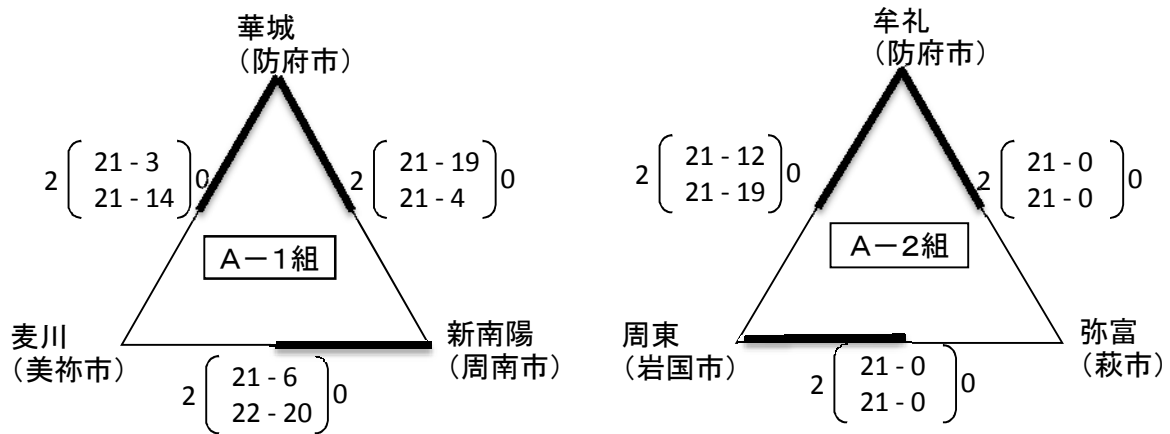 華城
（防府市）
2 21 - 3 0
21 - 14
2 21 - 19 0
21 - 4
A－1組
麦川
（美祢市）
新南陽
（周南市）
2 21 - 6 0
22 - 20
牟礼
（防府市）
2 21 - 12 0
21 - 19
2 21 - 0 0
21 - 0
A－2組
周東
（岩国市）
弥富
（萩市）
2 21 - 0 0
21 - 0